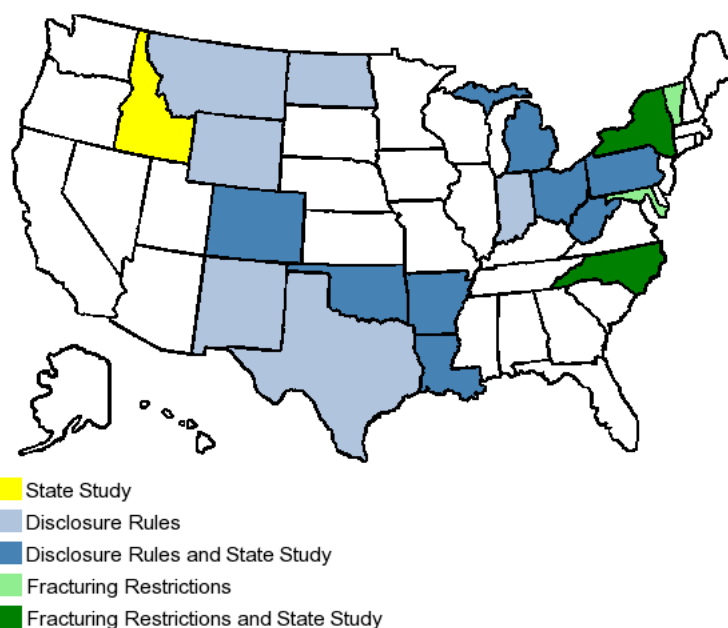 State Study
Disclosure Rules
Disclosure Rules and State Study
Fracturing Restrictions
Fracturing Restrictions and State Study